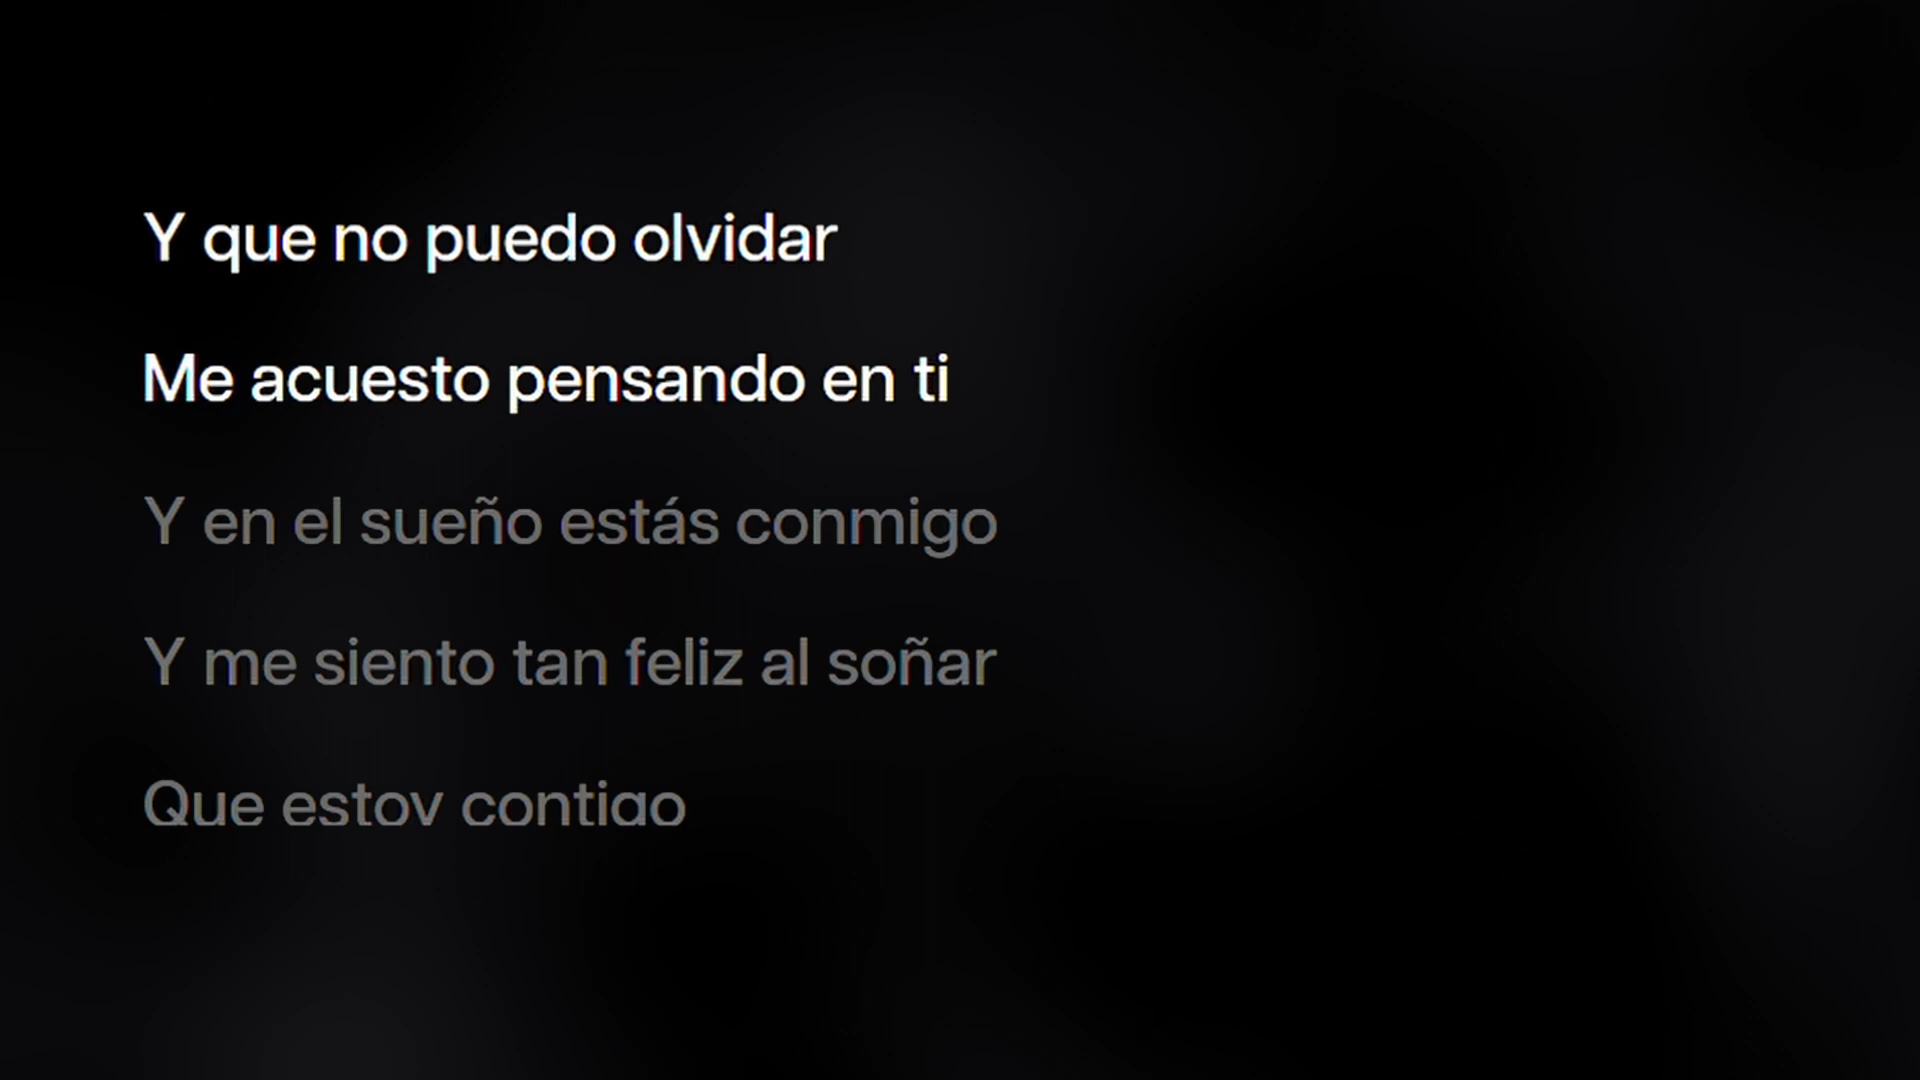 Y que no puedo olvidar
Me acuesto pensando en ti
Y en el sueño estás conmigo
Y me siento tan feliz al soñar
Que estoy contigo